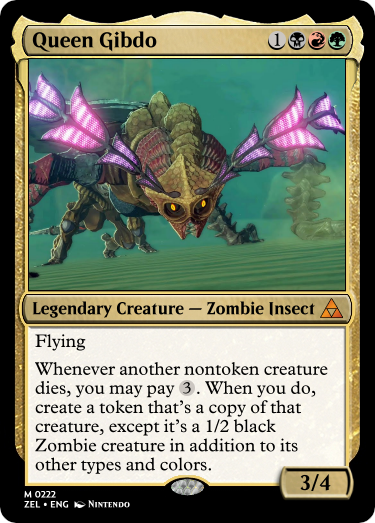 Queen Gibdo 1
Legendary Creature — Zombie Insect
Flying
Whenever another nontoken creature
dies, you may pay 3. When you do,
create a token that's a copy of that
creature, except it's a 1/2 black
Zombie creature in addition to its
other types and colors.
3/4
M 0222
ZEL • ENG Nintendo